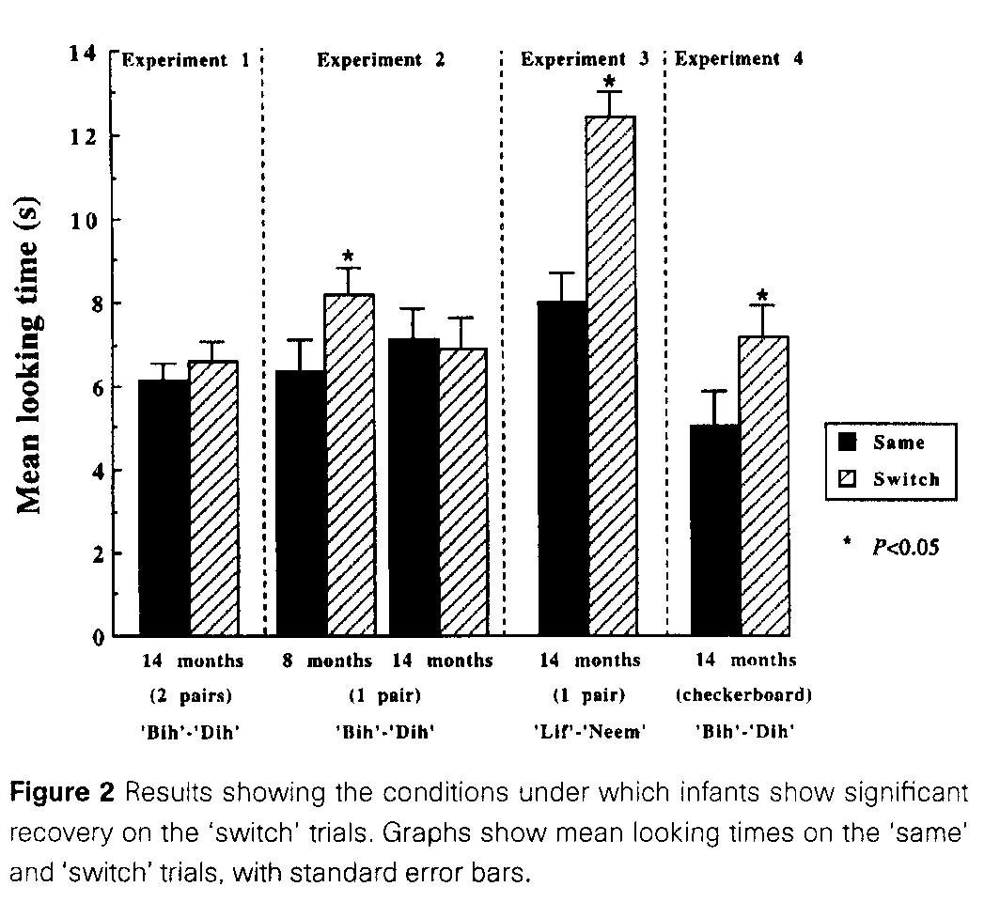 14
Experiment 1
Experiment 2
Experiment 3
Experiment 4
*
12
10
*
8
*
6
4
2
0
Mean looking time (s)
Same
Switch
* P<0.05
14 months
8 months
14 months
14 months
14 months
(2 pairs)
(1 pair)
(1 pair)
(checkerboard)
'Bih'-'Dih'
'Bih'-'Dih'
'Lif'-'Neem'
'Bih'-'Dih'
Figure 2 Results showing the conditions under which infants show significant
recovery on the 'switch' trials. Graphs show mean looking times on the 'same'
and 'switch' trials, with standard error bars.